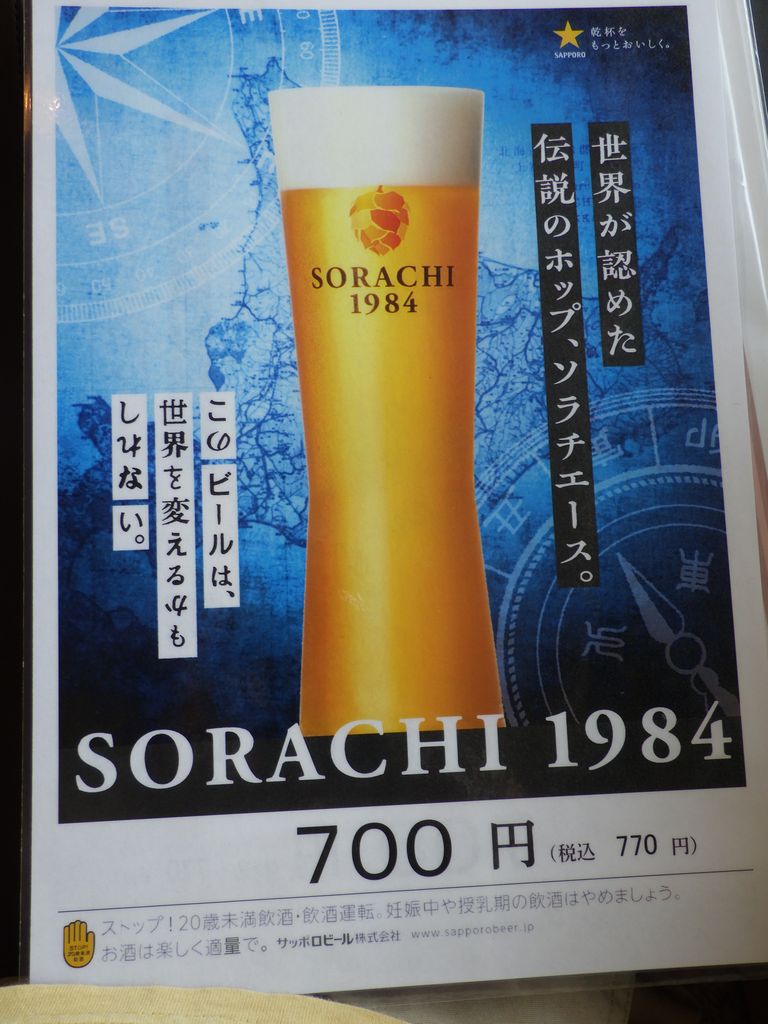 SAPPORO
乾杯を
もっとおいしく。
世界が認めた
伝説のホップ、ソラチエース。
SORACHI
1984
このビールは、
世界を変えるかも
しれない。
SE
東
SORACHI 1984
700 円 (税込 770 円)
ストップ!20歳未満飲酒・飲酒運転。妊娠中や授乳期の飲酒はやめましょう。
お酒は楽しく適量で。 サッポロビール株式会社 www.sapporobeer.jp
STOP!